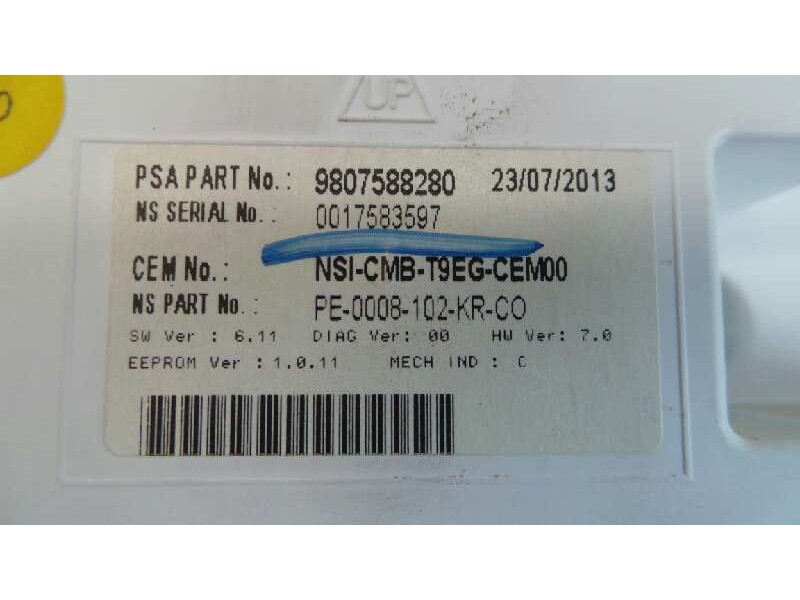 UP
PSA PART No.: 9807588280 23/07/2013
NS SERIAL No.: 0017583597
CEM No.: NSI-CMB-T9EG-CEM00
NS PART No.: PE-0008-102-KR-CO
SW Ver : 6.11 DIAG Ver: 00 HW Ver: 7.0
EEPROM Ver : 1.0.11 MECH IND : C